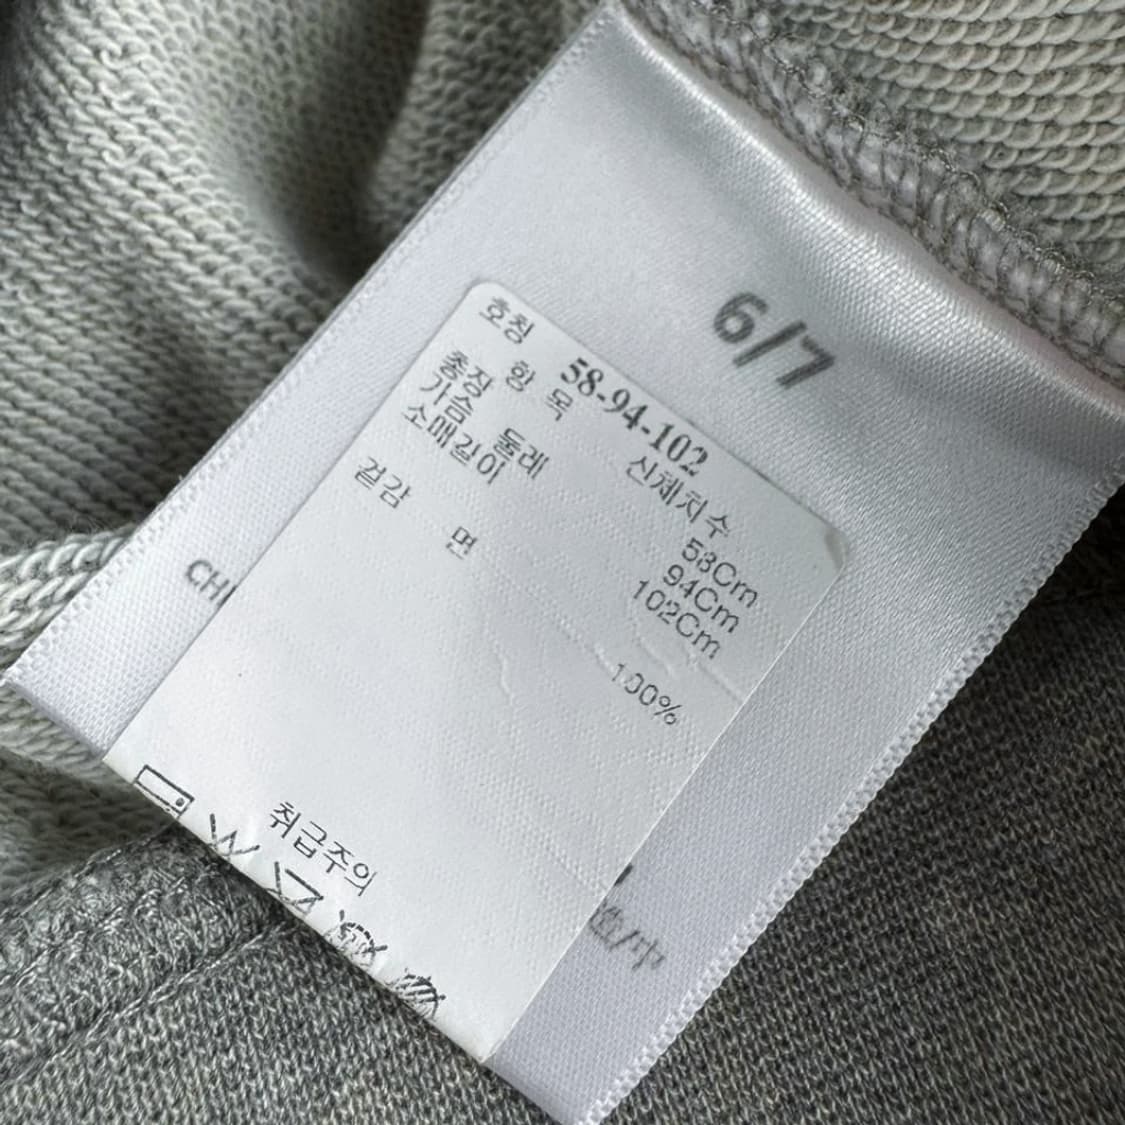 6/7
호칭 58-94-102
항목 신체치수
총장 58Cm
가슴 둘레 94Cm
소매길이 102Cm
겉감
면 100%
취급주의
CH